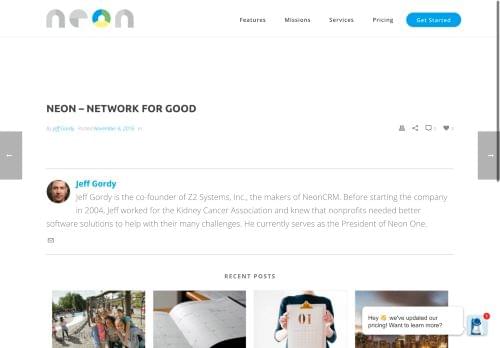 neon
Features Missions Services Pricing Get Started
NEON – NETWORK FOR GOOD
By Jeff Gordy Posted November 6, 2016 In
0 0
←
→
Jeff Gordy
Jeff Gordy is the co-founder of Z2 Systems, Inc., the makers of NeonCRM. Before starting the company
in 2004, Jeff worked for the Kidney Cancer Association and knew that nonprofits needed better
software solutions to help with their many challenges. He currently serves as the President of Neon One.
RECENT POSTS
01
Hey 👋 we've updated our
pricing! Want to learn more?
1